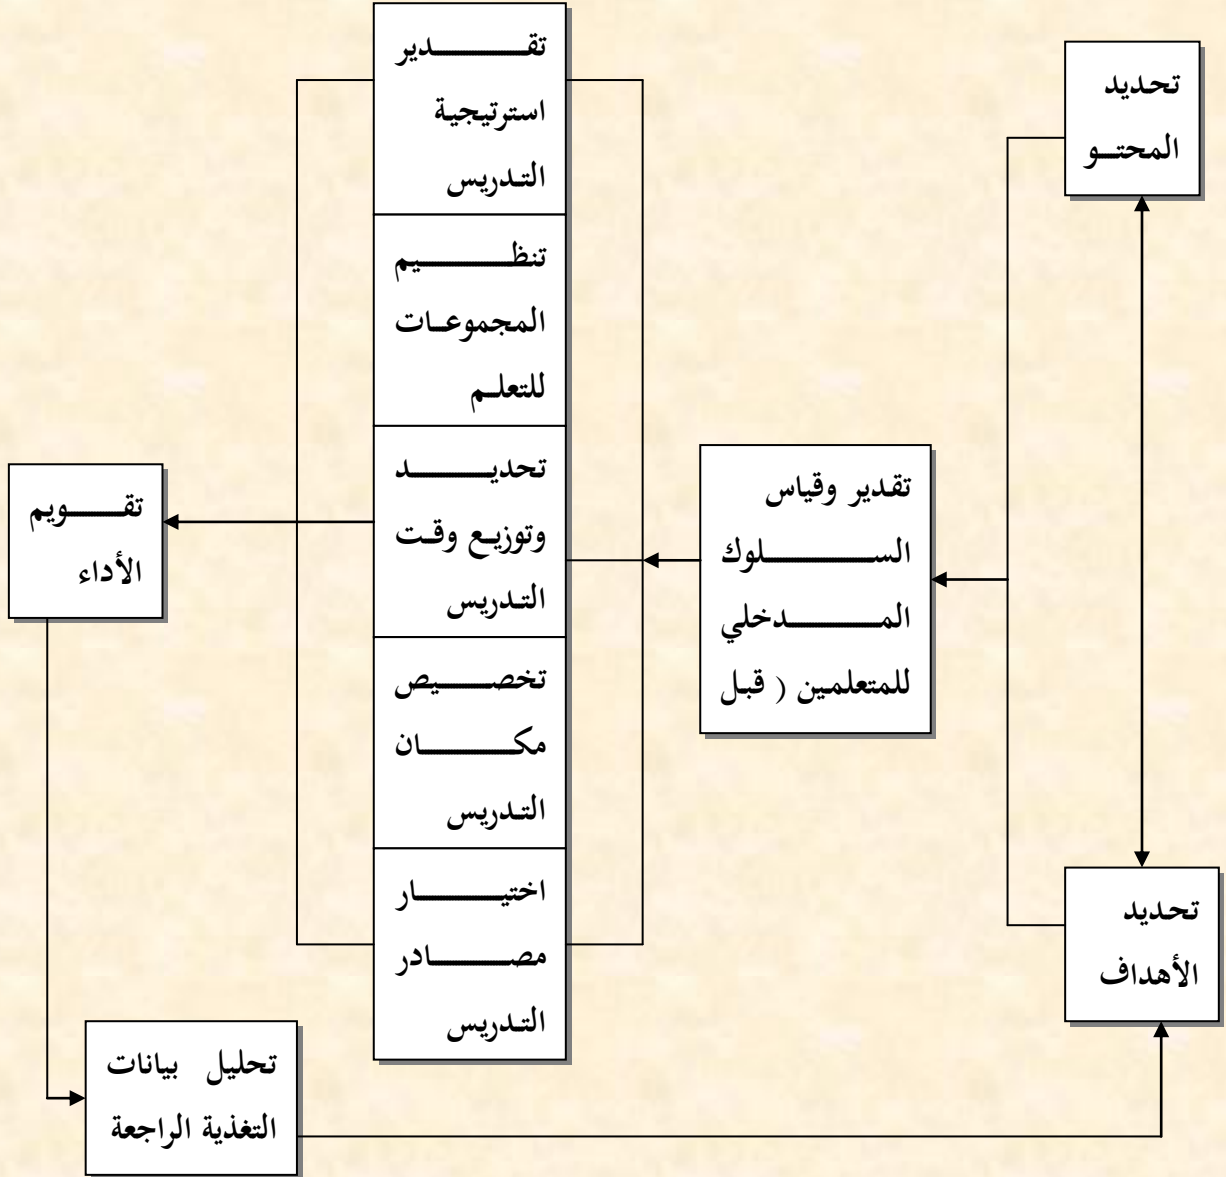 تحديد
المحتو
تحديد
الأهداف
تقدير وقياس
السلوك
المدخلي
للمتعلمين ( قبل
تقدير
استرتيجية
التدريس
تنظيم
المجموعات
للتعلم
تحديد
وتوزيع وقت
التدريس
تخصيص
مكان
التدريس
اختيار
مصادر
التدريس
تقويم
الأداء
تحليل بيانات
التغذية الراجعة